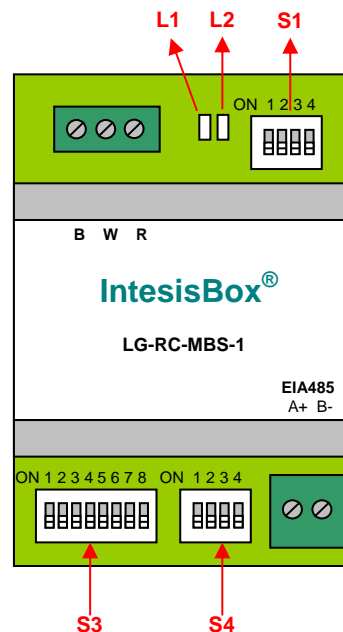 L1 L2 S1
ON 1 2 3 4
B W R
IntesisBox®
LG-RC-MBS-1
EIA485
A+ B-
ON 1 2 3 4 5 6 7 8 ON 1 2 3 4
S3 S4